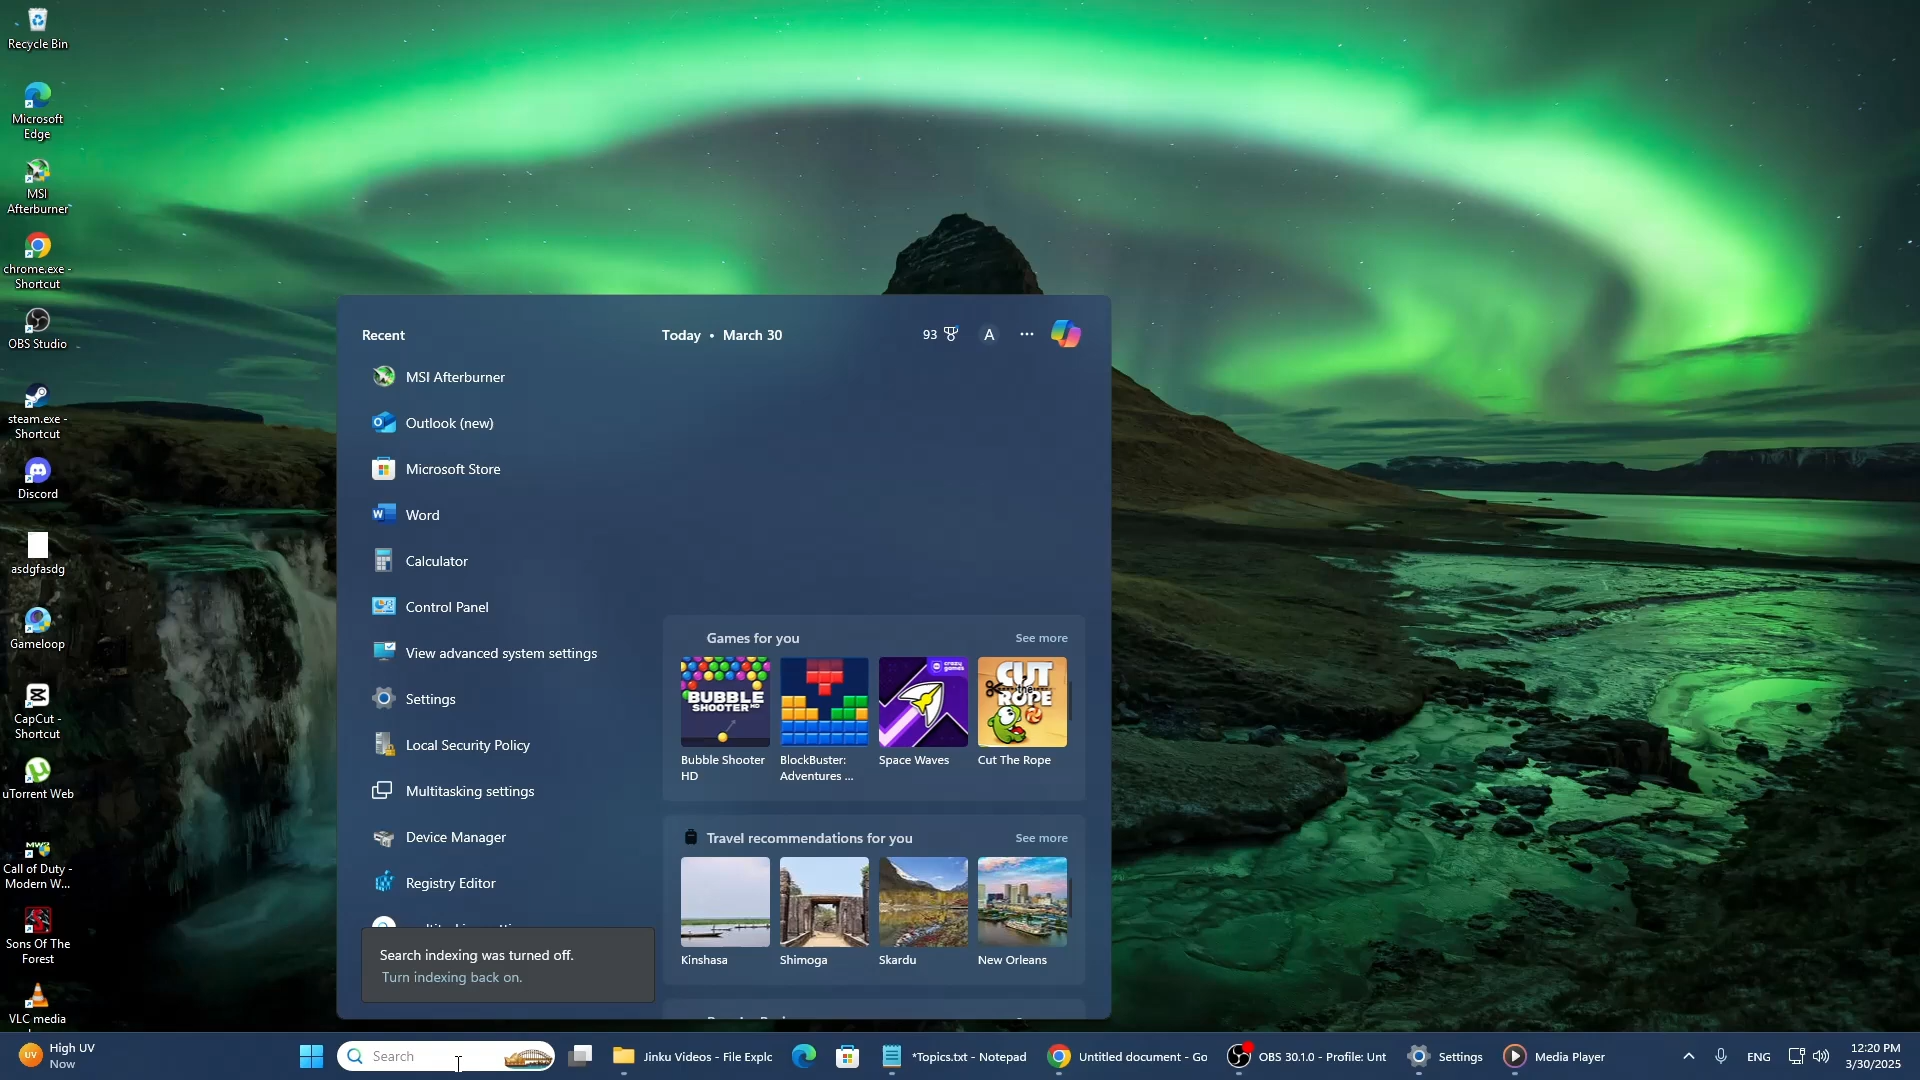 Recycle Bin
Microsoft
Edge
MSI
Afterburner
chrome.exe -
Shortcut
OBS Studio
steam.exe -
Shortcut
Discord
asdgfasdg
Gameloop
CapCut -
Shortcut
uTorrent Web
Call of Duty -
Modern W...
Sons Of The
Forest
VLC media
Recent
MSI Afterburner
Outlook (new)
Microsoft Store
Word
Calculator
Control Panel
View advanced system settings
Settings
Local Security Policy
Multitasking settings
Device Manager
Registry Editor
Search indexing was turned off.
Turn indexing back on.
Today • March 30
93
A
Games for you
See more
BUBBLE
SHOOTER HD
crazy
games
CUT
the
ROPE
Bubble Shooter
HD
BlockBuster:
Adventures ...
Space Waves
Cut The Rope
Travel recommendations for you
See more
Kinshasa
Shimoga
Skardu
New Orleans
UV
High UV
Now
Search
Jinku Videos - File Explc
*Topics.txt - Notepad
Untitled document - Go
OBS 30.1.0 - Profile: Unt
Settings
Media Player
ENG
12:20 PM
3/30/2025